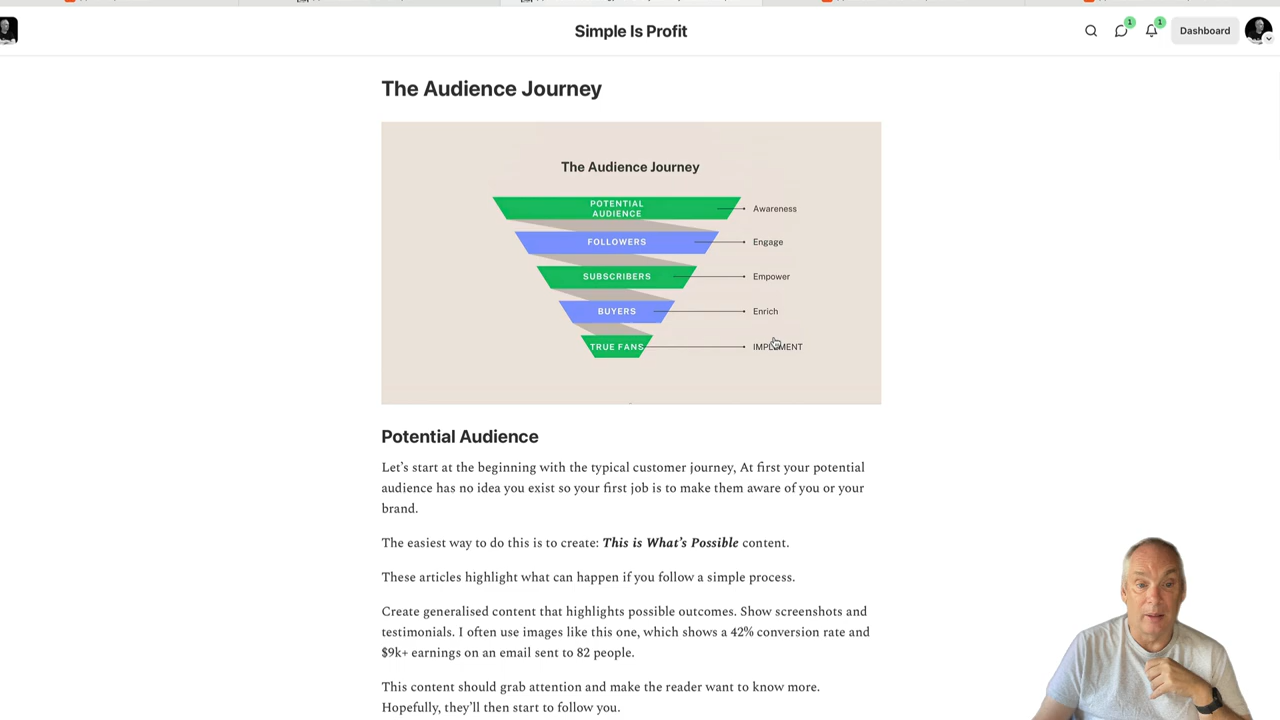 Simple Is Profit
1
1
Dashboard
The Audience Journey
The Audience Journey
POTENTIAL
AUDIENCE
Awareness
FOLLOWERS
Engage
SUBSCRIBERS
Empower
BUYERS
Enrich
TRUE FANS
IMPLEMENT
Potential Audience
Let’s start at the beginning with the typical customer journey, At first your potential
audience has no idea you exist so your first job is to make them aware of you or your
brand.
The easiest way to do this is to create: This is What’s Possible content.
These articles highlight what can happen if you follow a simple process.
Create generalised content that highlights possible outcomes. Show screenshots and
testimonials. I often use images like this one, which shows a 42% conversion rate and
$9k+ earnings on an email sent to 82 people.
This content should grab attention and make the reader want to know more.
Hopefully, they’ll then start to follow you.